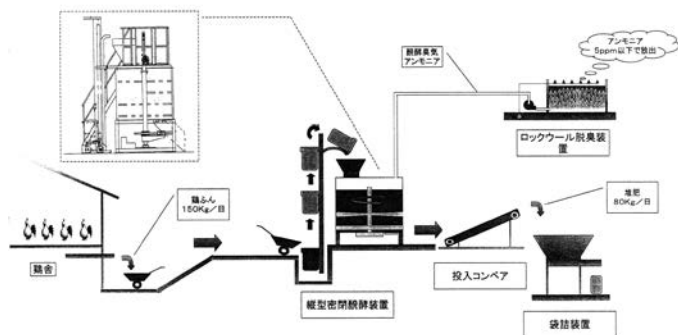 アンモニア
5ppm以下で放出
醗酵臭気
アンモニア
ロックウール脱臭装
置
鶏ふん
150Kg/日
堆肥
80Kg/日
鶏舎
投入コンベア
縦型密閉醗酵装置
袋詰装置